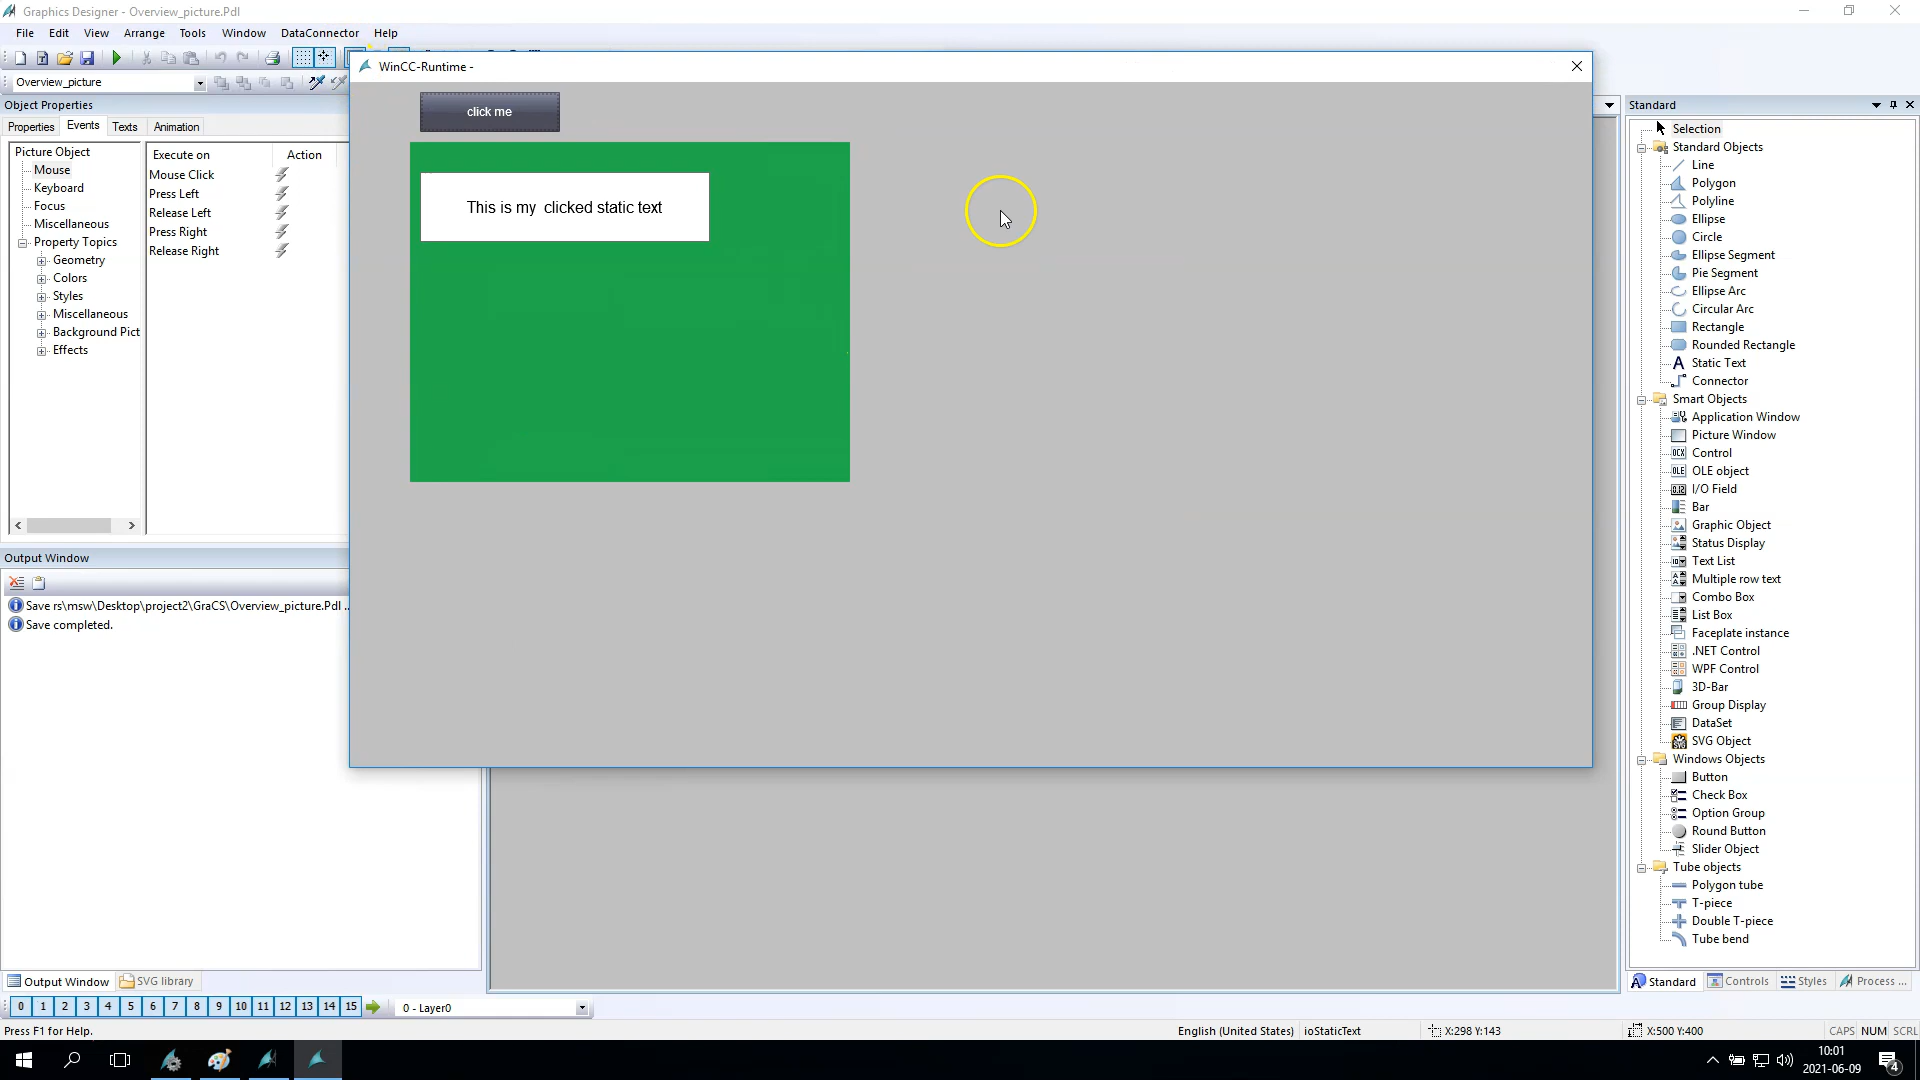 Graphics Designer - Overview_picture.Pdl
File Edit View Arrange Tools Window DataConnector Help
Overview_picture
Object Properties
Properties Events Texts Animation
Picture Object
Mouse
Keyboard
Focus
Miscellaneous
Property Topics
Geometry
Colors
Styles
Miscellaneous
Background Pict
Effects
Execute on Action
Mouse Click
Press Left
Release Left
Press Right
Release Right
Output Window
Save rs\msw\Desktop\project2\GraCS\Overview_picture.Pdl ..
Save completed.
WinCC-Runtime -
click me
This is my clicked static text
Standard
Selection
Standard Objects
Line
Polygon
Polyline
Ellipse
Circle
Ellipse Segment
Pie Segment
Ellipse Arc
Circular Arc
Rectangle
Rounded Rectangle
A Static Text
Connector
Smart Objects
Application Window
Picture Window
OCX Control
OLE OLE object
0.12 I/O Field
Bar
Graphic Object
Status Display
Text List
Multiple row text
Combo Box
List Box
Faceplate instance
.NET Control
WPF Control
3D-Bar
Group Display
DataSet
SVG Object
Windows Objects
Button
Check Box
Option Group
Round Button
Slider Object
Tube objects
Polygon tube
T-piece
Double T-piece
Tube bend
Output Window SVG library
Standard Controls Styles Process ...
0 1 2 3 4 5 6 7 8 9 10 11 12 13 14 15 0 - Layer0
Press F1 for Help. English (United States) ioStaticText X:298 Y:143 X:500 Y:400 CAPS NUM SCRL
10:01
2021-06-09
4